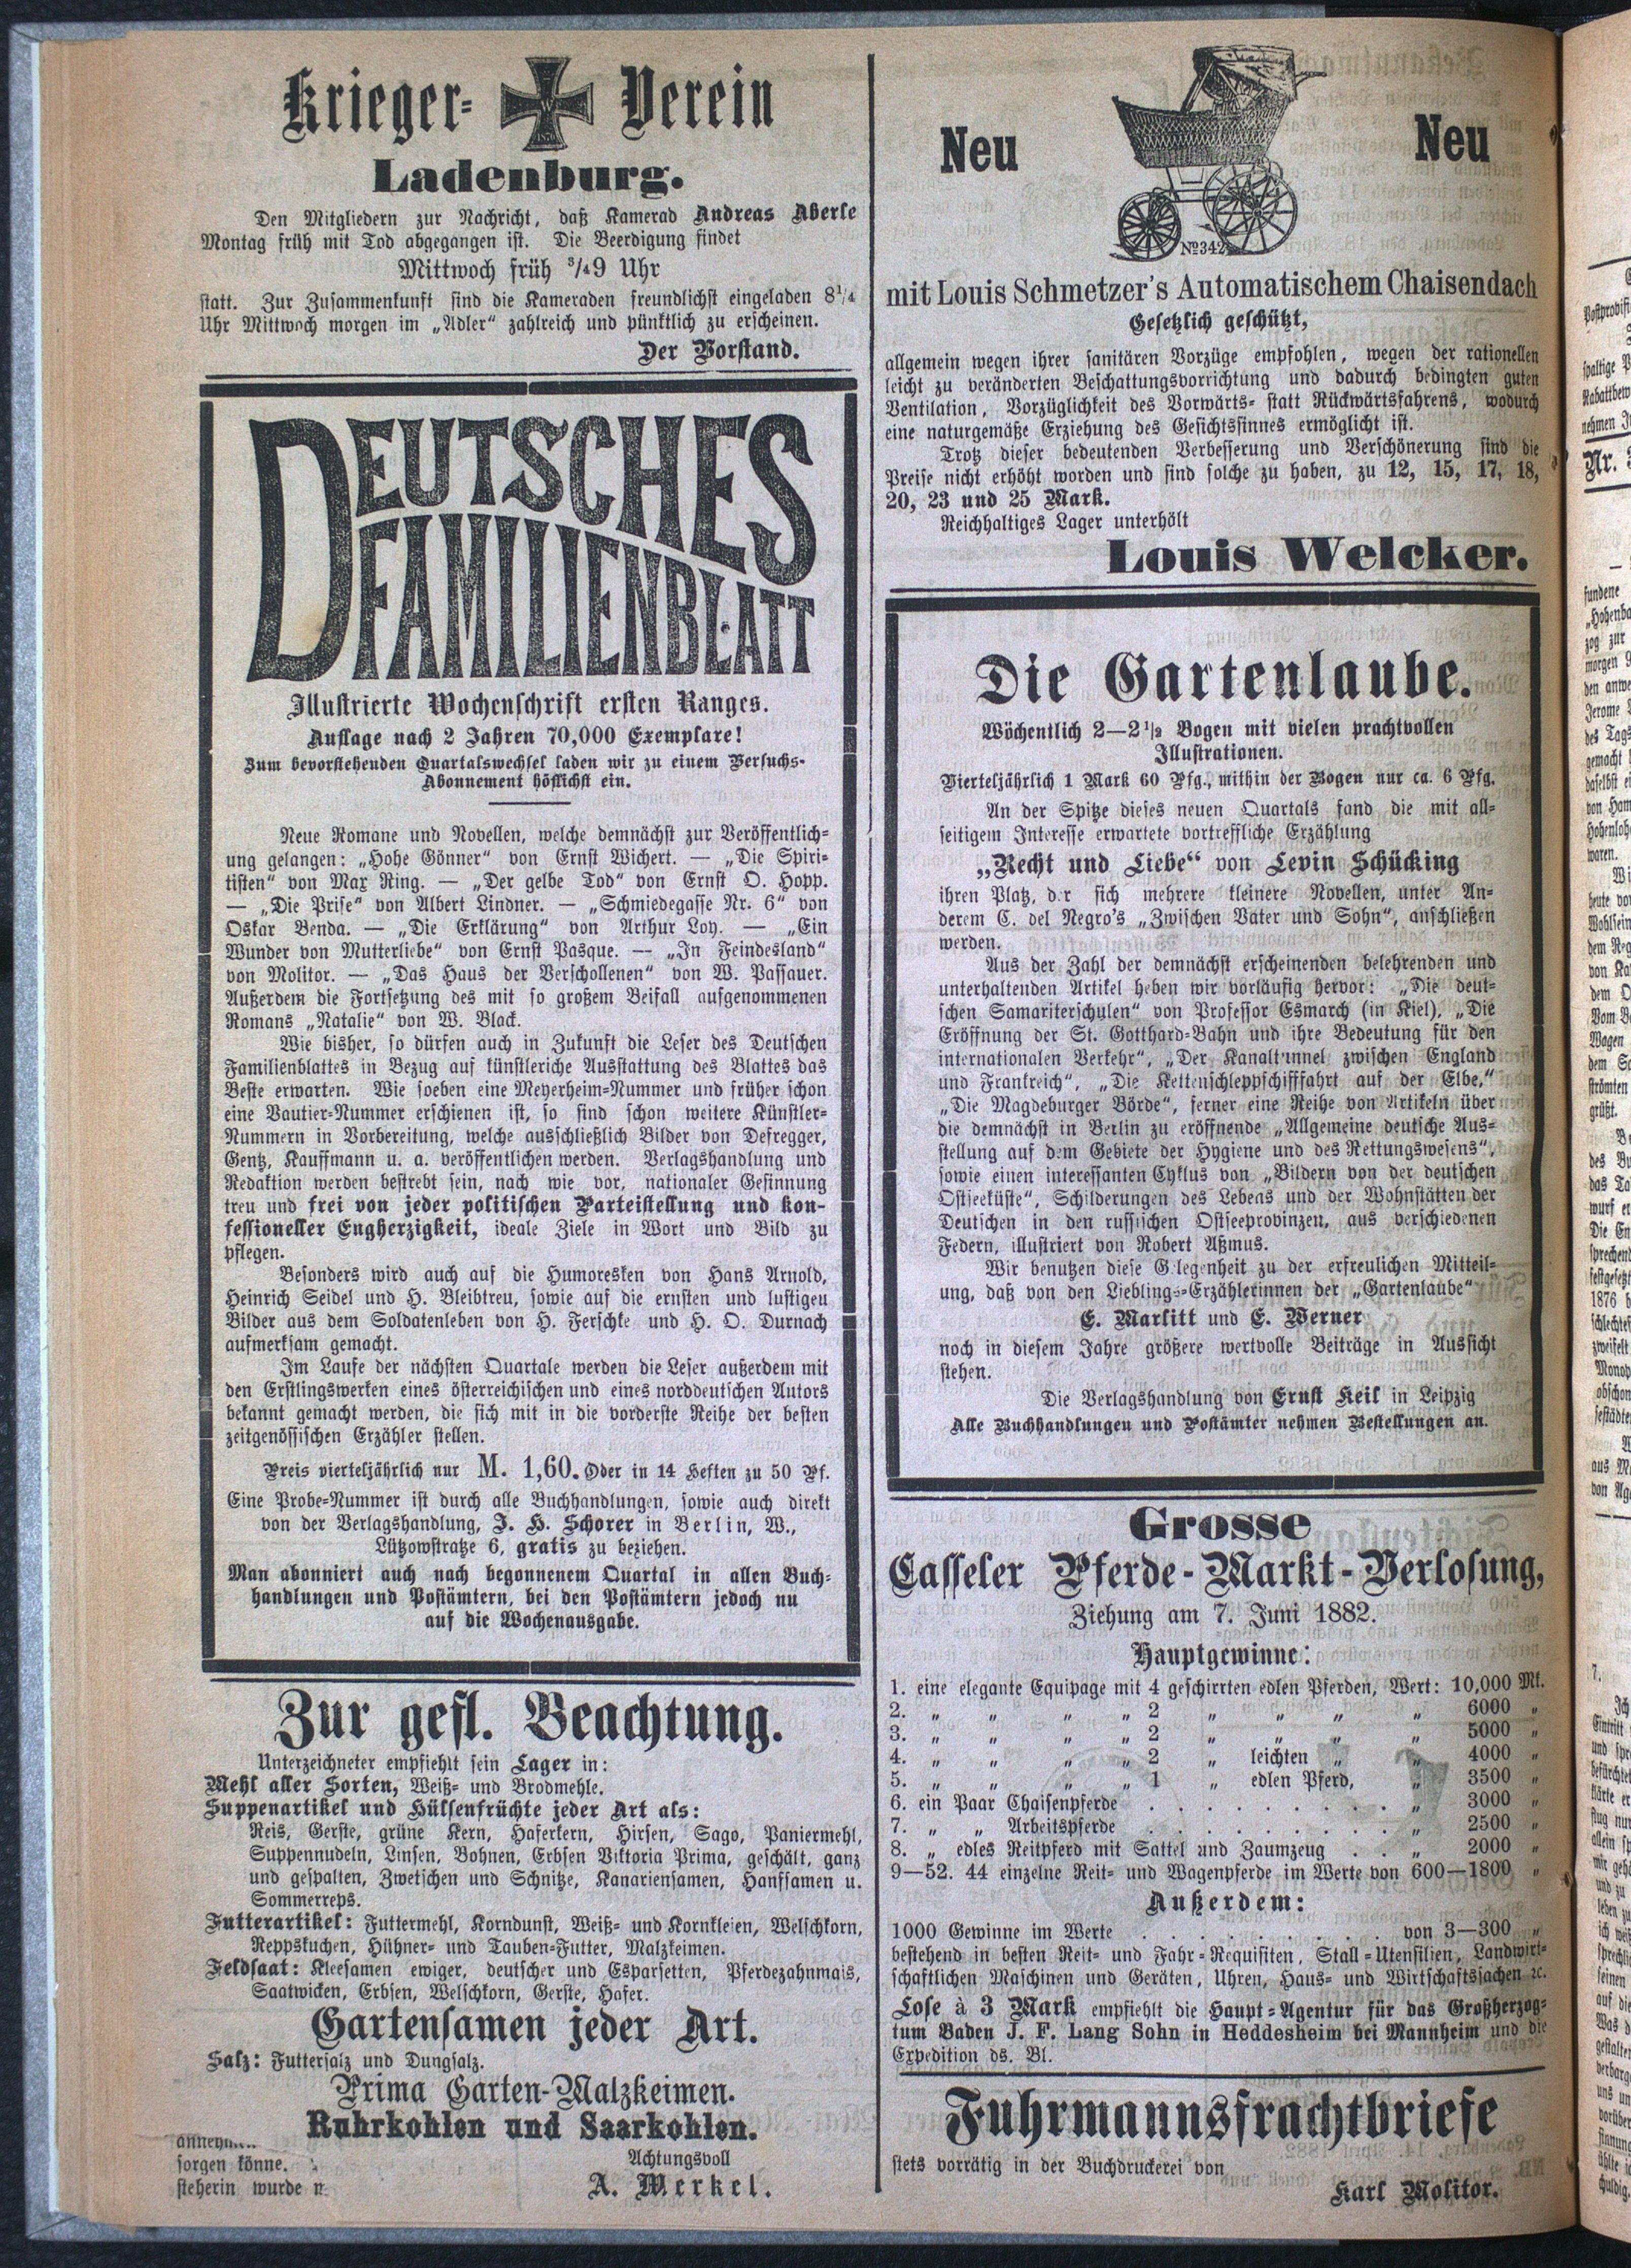 Krieger- Verein
Ladenburg.
Den Mitgliedern zur Nachricht, daß Kamerad Andreas Aberle
Montag früh mit Tod abgegangen ist. Die Beerdigung findet
Mittwoch früh 3/4 9 Uhr
statt. Zur Zusammenkunft sind die Kameraden freundlichst eingeladen 8 1/4
Uhr Mittwoch morgen im „Adler“ zahlreich und pünktlich zu erscheinen.
Der Vorstand.
DEUTSCHES
FAMILIENBLATT
Illustrierte Wochenschrift ersten Ranges.
Auflage nach 2 Jahren 70,000 Exemplare!
Zum bevorstehenden Quartalswechsel laden wir zu einem Versuchs-
Abonnement höflichst ein.
Neue Romane und Novellen, welche demnächst zur Veröffentlich-
ung gelangen: „Hohe Gönner“ von Ernst Wichert. — „Die Spiri-
tisten“ von Max Ring. — „Der gelbe Tod“ von Ernst O. Hopp.
— „Die Prise“ von Albert Lindner. — „Schmiedegasse Nr. 6“ von
Oskar Benda. — „Die Erklärung“ von Arthur Loy. — „Ein
Wunder von Mutterliebe“ von Ernst Pasque. — „In Feindesland“
von Molitor. — „Das Haus der Verschollenen“ von W. Passauer.
Außerdem die Fortsetzung des mit so großem Beifall aufgenommenen
Romans „Natalie“ von W. Black.
Wie bisher, so dürfen auch in Zukunft die Leser des Deutschen
Familienblattes in Bezug auf künstleriche Ausstattung des Blattes das
Beste erwarten. Wie soeben eine Meyerheim-Nummer und früher schon
eine Vautier-Nummer erschienen ist, so sind schon weitere Künstler-
Nummern in Vorbereitung, welche ausschließlich Bilder von Defregger,
Gentz, Kauffmann u. a. veröffentlichen werden. Verlagshandlung und
Redaktion werden bestrebt sein, nach wie vor, nationaler Gesinnung
treu und frei von jeder politischen Parteistellung und kon-
fessioneller Engherzigkeit, ideale Ziele in Wort und Bild zu
pflegen.
Besonders wird auch auf die Humoresken von Hans Arnold,
Heinrich Seidel und H. Bleibtreu, sowie auf die ernsten und lustigen
Bilder aus dem Soldatenleben von H. Ferschke und H. O. Durnach
aufmerksam gemacht.
Im Laufe der nächsten Quartale werden die Leser außerdem mit
den Erstlingswerken eines österreichischen und eines norddeutschen Autors
bekannt gemacht werden, die sich mit in die vorderste Reihe der besten
zeitgenössischen Erzähler stellen.
Preis vierteljährlich nur M. 1,60. Oder in 14 Heften zu 50 Pf.
Eine Probe-Nummer ist durch alle Buchhandlungen, sowie auch direkt
von der Verlagshandlung, J. H. Schorer in Berlin, W.,
Lützowstraße 6, gratis zu beziehen.
Man abonniert auch nach begonnenem Quartal in allen Buch-
handlungen und Postämtern, bei den Postämtern jedoch nu
auf die Wochenausgabe.
Zur gefl. Beachtung.
Unterzeichneter empfiehlt sein Lager in:
Mehl aller Sorten, Weiß- und Brodmehle.
Suppenartikel und Hülsenfrüchte jeder Art als:
Reis, Gerste, grüne Kern, Haferkern, Hirsen, Sago, Paniermehl,
Suppennudeln, Linsen, Bohnen, Erbsen Viktoria Prima, geschält, ganz
und gespalten, Zwetschen und Schnitze, Kanariensamen, Hanfsamen u.
Sommerreps.
Futterartikel: Futtermehl, Korndunst, Weiß- und Kornkleien, Welschkorn,
Reppskuchen, Hühner- und Tauben-Futter, Malzkeimen.
Feldsaat: Kleesamen ewiger, deutscher und Esparsetten, Pferdezahnmais,
Saatwicken, Erbsen, Welschkorn, Gerste, Hafer.
Gartensamen jeder Art.
Salz: Futtersalz und Dungsalz.
Prima Garten-Malzkeimen.
Ruhrkohlen und Saarkohlen.
Achtungsvoll
A. Merkel.
sorgen könne.
steherin wurde
Neu Neu
No 342
mit Louis Schmetzer's Automatischem Chaisendach
Gesetzlich geschützt,
allgemein wegen ihrer sanitären Vorzüge empfohlen, wegen der rationellen
leicht zu veränderten Beschattungsvorrichtung und dadurch bedingten guten
Ventilation, Vorzüglichkeit des Vorwärts- statt Rückwärtsfahrens, wodurch
eine naturgemäße Erziehung des Gesichtssinnes ermöglicht ist.
Trotz dieser bedeutenden Verbesserung und Verschönerung sind die
Preise nicht erhöht worden und sind solche zu haben, zu 12, 15, 17, 18,
20, 23 und 25 Mark.
Reichhaltiges Lager unterhält
Louis Welcker.
Die Gartenlaube.
Wöchentlich 2—2 1/2 Bogen mit vielen prachtvollen
Illustrationen.
Vierteljährlich 1 Mark 60 Pfg., mithin der Bogen nur ca. 6 Pfg.
An der Spitze dieses neuen Quartals fand die mit all-
seitigem Interesse erwartete vortreffliche Erzählung
„Recht und Liebe“ von Levin Schücking
ihren Platz, d.r sich mehrere kleinere Novellen, unter An-
derem C. del Negro's „Zwischen Vater und Sohn“, anschließen
werden.
Aus der Zahl der demnächst erscheinenden belehrenden und
unterhaltenden Artikel heben wir vorläufig hervor: „Die deut-
schen Samariterschulen“ von Professor Esmarch (in Kiel), „Die
Eröffnung der St. Gotthard-Bahn und ihre Bedeutung für den
internationalen Verkehr“, „Der Kanaltunnel zwischen England
und Frankreich“, „Die Kettenschleppschifffahrt auf der Elbe,“
„Die Magdeburger Börde“, ferner eine Reihe von Artikeln über
die demnächst in Berlin zu eröffnende „Allgemeine deutsche Aus-
stellung auf dem Gebiete der Hygiene und des Rettungswesens“,
sowie einen interessanten Cyklus von „Bildern von der deutschen
Ostseeküste“, Schilderungen des Lebens und der Wohnstätten der
Deutschen in den russischen Ostseeprovinzen, aus verschiedenen
Federn, illustriert von Robert Aßmus.
Wir benutzen diese G.legenheit zu der erfreulichen Mitteil-
ung, daß von den Lieblings-Erzählerinnen der „Gartenlaube“
E. Marlitt und E. Werner
noch in diesem Jahre größere wertvolle Beiträge in Aussicht
stehen.
Die Verlagshandlung von Ernst Keil in Leipzig
Alle Buchhandlungen und Postämter nehmen Bestellungen an.
Grosse
Casseler Pferde-Markt-Verlosung,
Ziehung am 7. Juni 1882.
Hauptgewinne:
1. eine elegante Equipage mit 4 geschirrten edlen Pferden, Wert: 10,000 Mk.
2. „ „ „ „ 2 „ „ „ „ 6000 „
3. „ „ „ „ 2 „ „ „ „ 5000 „
4. „ „ „ „ 2 „ leichten „ „ 4000 „
5. „ „ „ „ 1 „ edlen Pferd, „ 3500 „
6. ein Paar Chaisenpferde . . . . . . . . „ 3000 „
7. „ „ Arbeitspferde . . . . . . . . „ 2500 „
8. „ edles Reitpferd mit Sattel und Zaumzeug . . „ 2000 „
9—52. 44 einzelne Reit- und Wagenpferde im Werte von 600—1800 „
Außerdem:
1000 Gewinne im Werte . . . . . . . . . von 3—300 „
bestehend in besten Reit- und Fahr-Requisiten, Stall-Utensilien, Landwirt-
schaftlichen Maschinen und Geräten, Uhren, Haus- und Wirtschaftssachen ꝛc.
Lose à 3 Mark empfiehlt die Haupt-Agentur für das Großherzog-
tum Baden J. F. Lang Sohn in Heddesheim bei Mannheim und die
Expedition ds. Bl.
Fuhrmannsfrachtbriefe
stets vorrätig in der Buchdruckerei von
Karl Molitor.